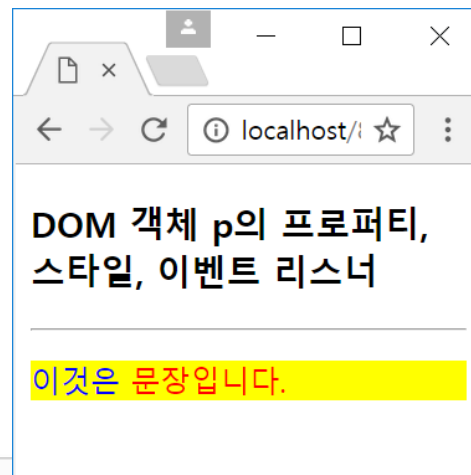 localhost/
DOM 객체 p의 프로퍼티,
스타일, 이벤트 리스너
이것은 문장입니다.